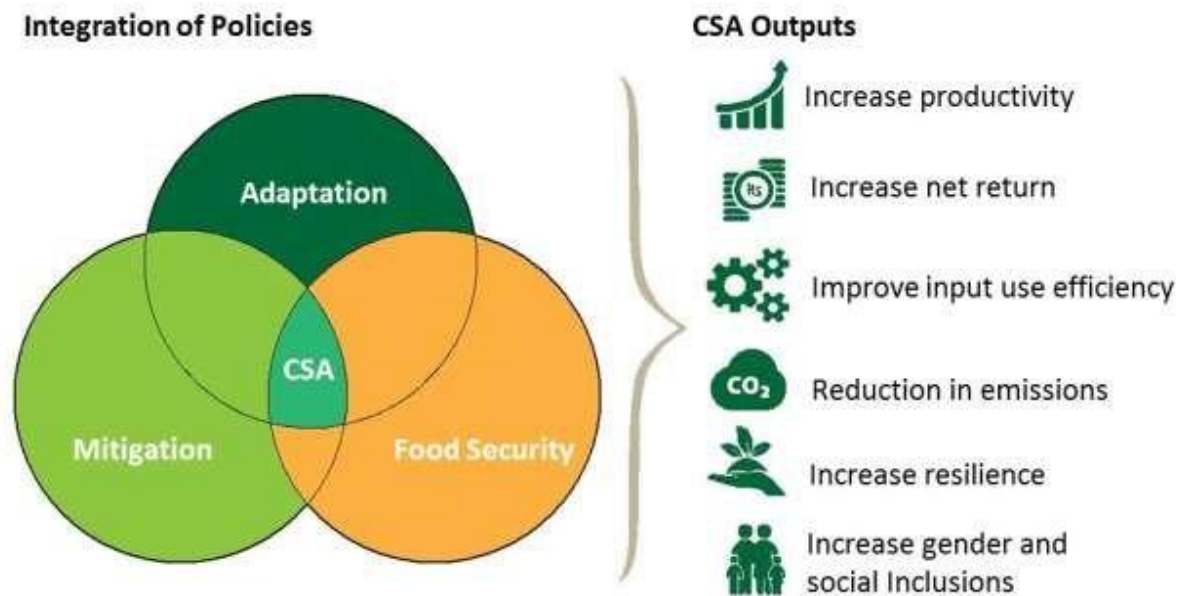 Integration of Policies
Adaptation
CSA
Mitigation
Food Security
CSA Outputs
Increase productivity
Rs
Increase net return
Improve input use efficiency
CO₂
Reduction in emissions
Increase resilience
Increase gender and
social Inclusions